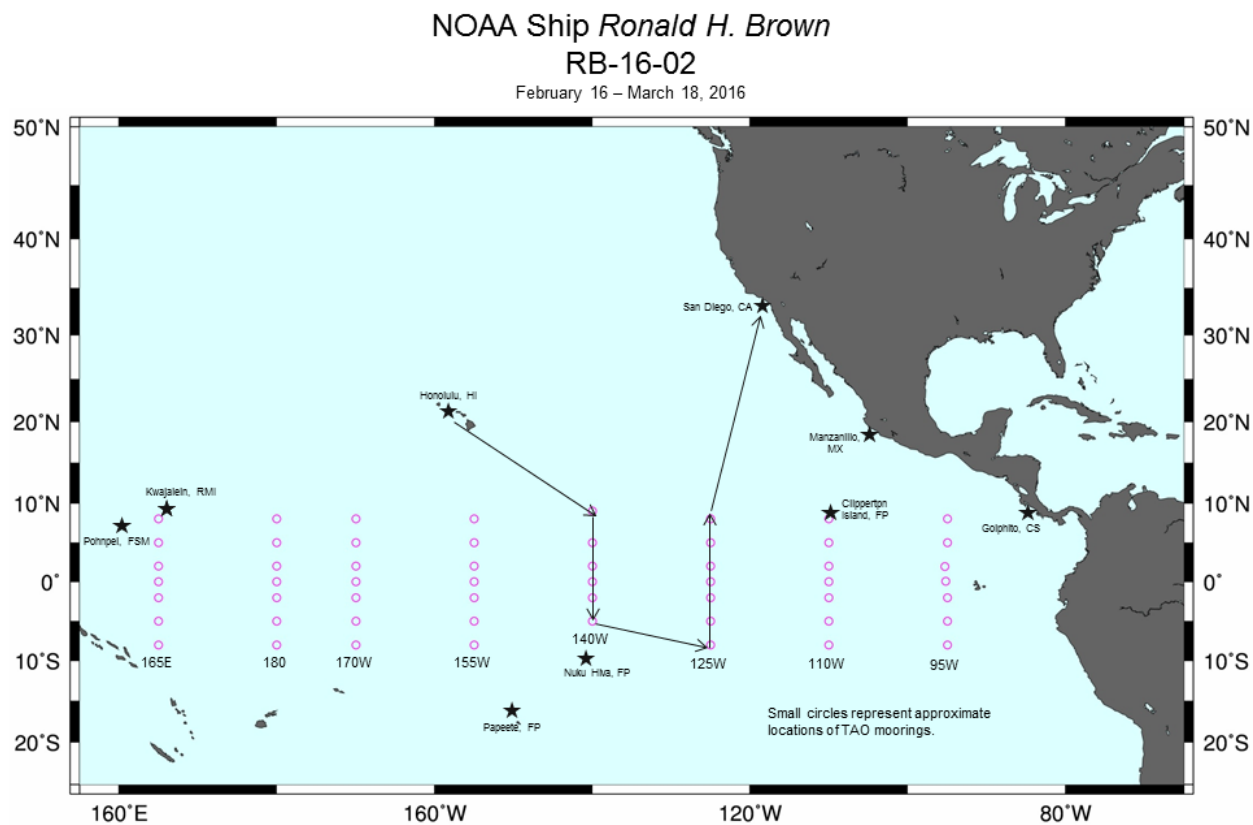 NOAA Ship Ronald H. Brown
RB-16-02
February 16 – March 18, 2016
50°N
50°N
40°N
40°N
San Diego, CA
30°N
30°N
Honolulu, HI
20°N
20°N
Manzanillo,
MX
Kwajalein, RMI
10°N
10°N
Clipperton
Island, FP
Golphito, CS
Pohnpei, FSM
0°
0°
140W
10°S
165E
180
170W
155W
125W
110W
95W
10°S
Nuku Hiva, FP
Small circles represent approximate
locations of TAO moorings.
Papeete, FP
20°S
20°S
160°E
160°W
120°W
80°W